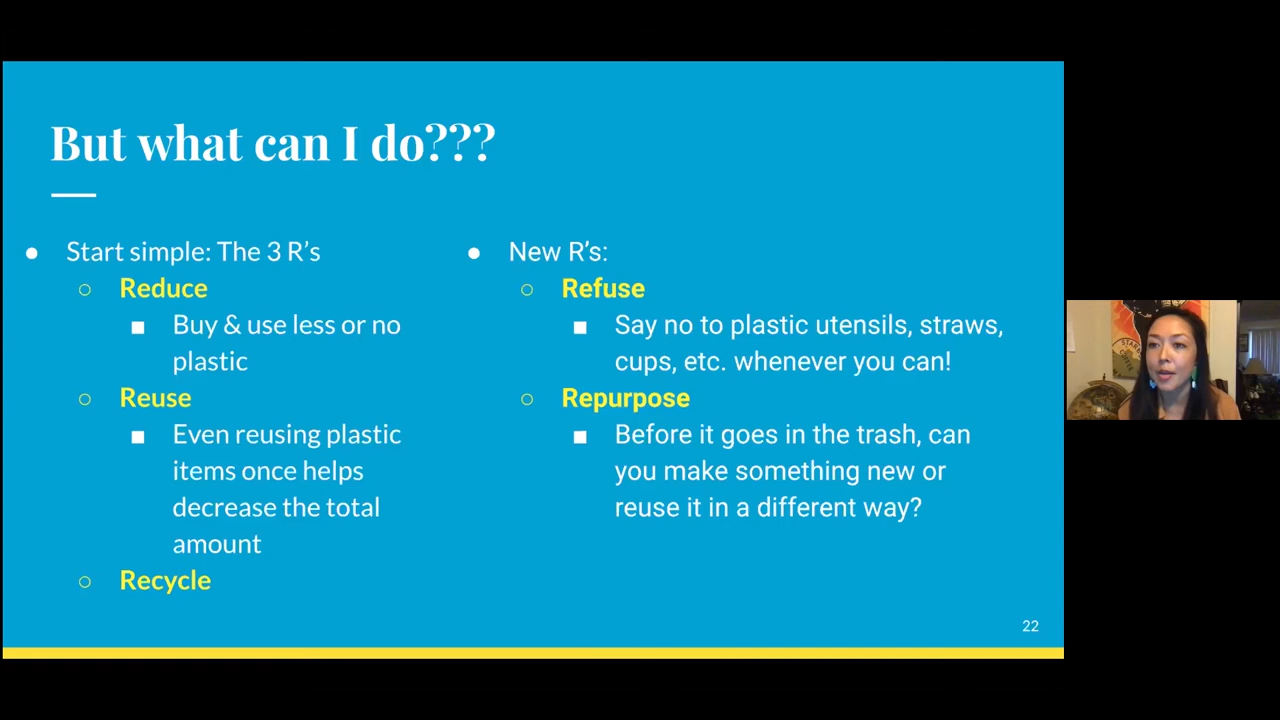 But what can I do???
● Start simple: The 3 R's
○ Reduce
■ Buy & use less or no
plastic
○ Reuse
■ Even reusing plastic
items once helps
decrease the total
amount
○ Recycle
● New R's:
○ Refuse
■ Say no to plastic utensils, straws,
cups, etc. whenever you can!
○ Repurpose
■ Before it goes in the trash, can
you make something new or
reuse it in a different way?
22